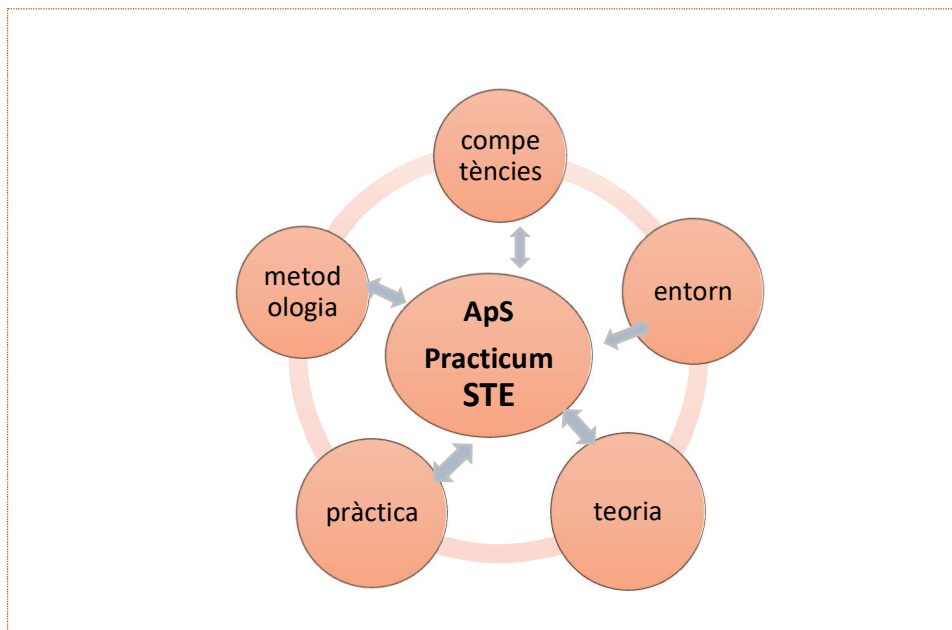 compe
tències
metod
ologia
entorn
ApS
Practicum
STE
pràctica
teoria